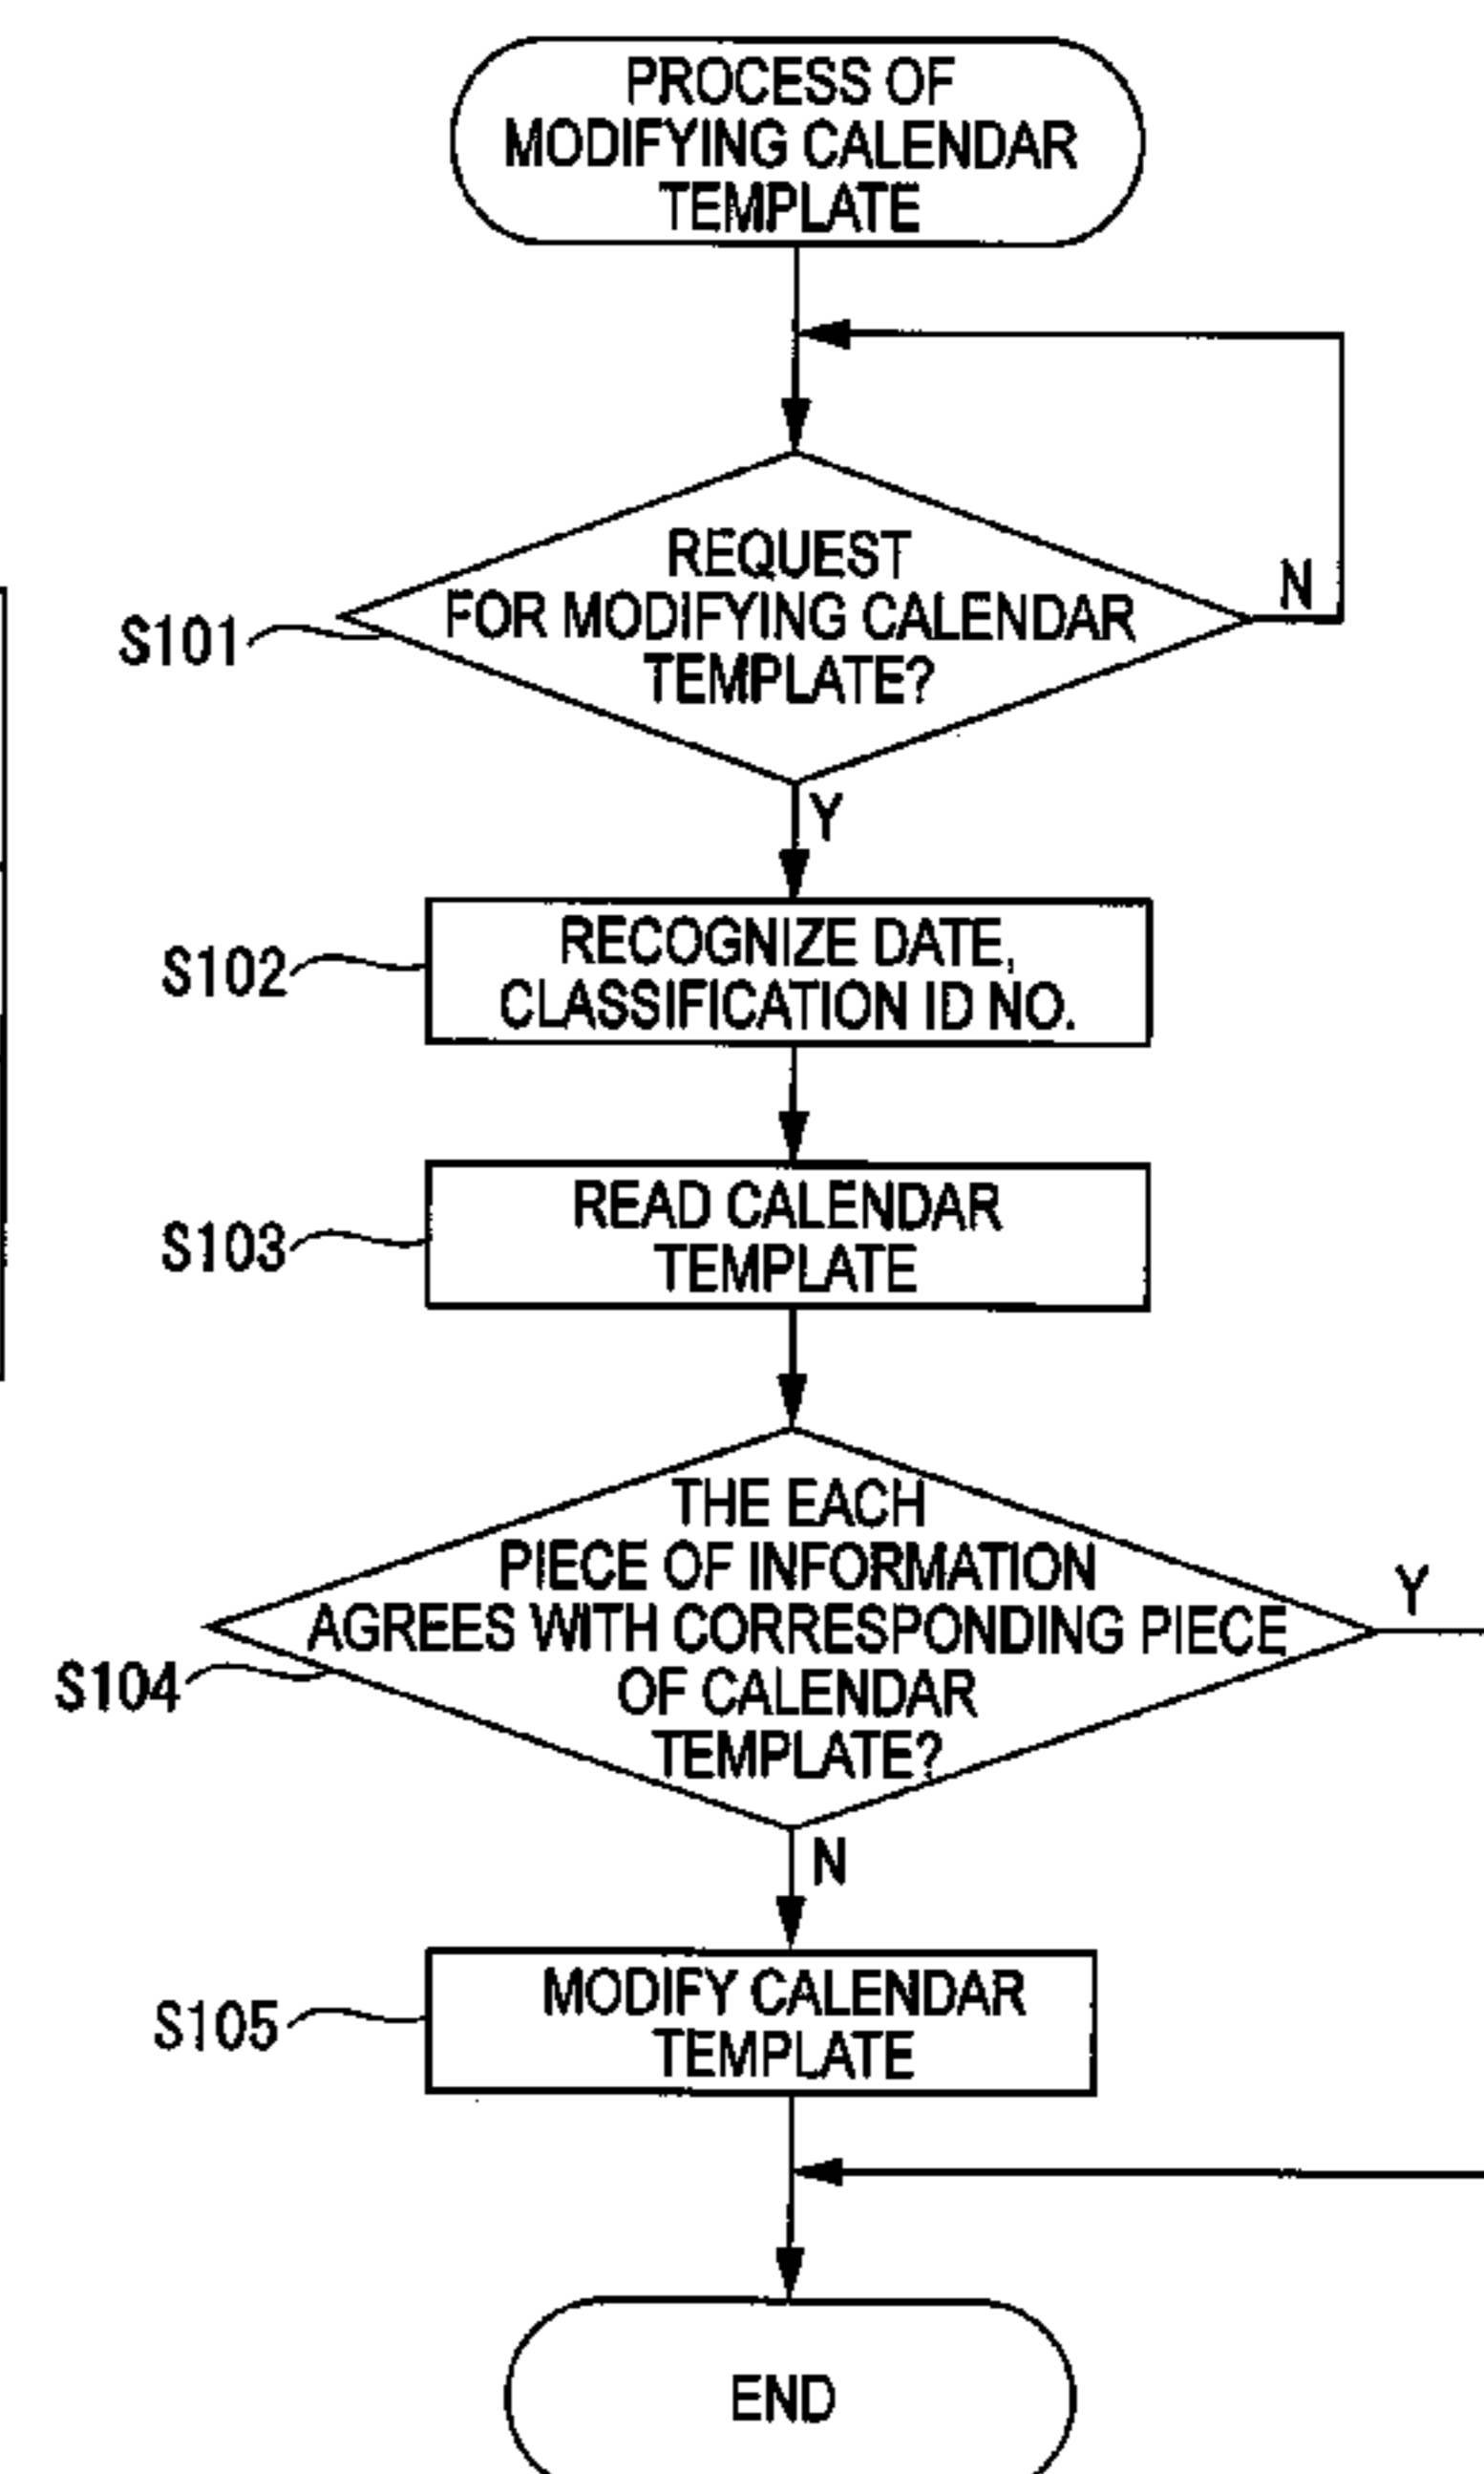 PROCESS OF
MODIFYING CALENDAR
TEMPLATE
REQUEST
FOR MODIFYING CALENDAR
TEMPLATE?
N
S101
Y
RECOGNIZE DATE,
CLASSIFICATION ID NO.
S102
READ CALENDAR
TEMPLATE
S103
THE EACH
PIECE OF INFORMATION
AGREES WITH CORRESPONDING PIECE
OF CALENDAR
TEMPLATE?
Y
S104
N
MODIFY CALENDAR
TEMPLATE
S105
END